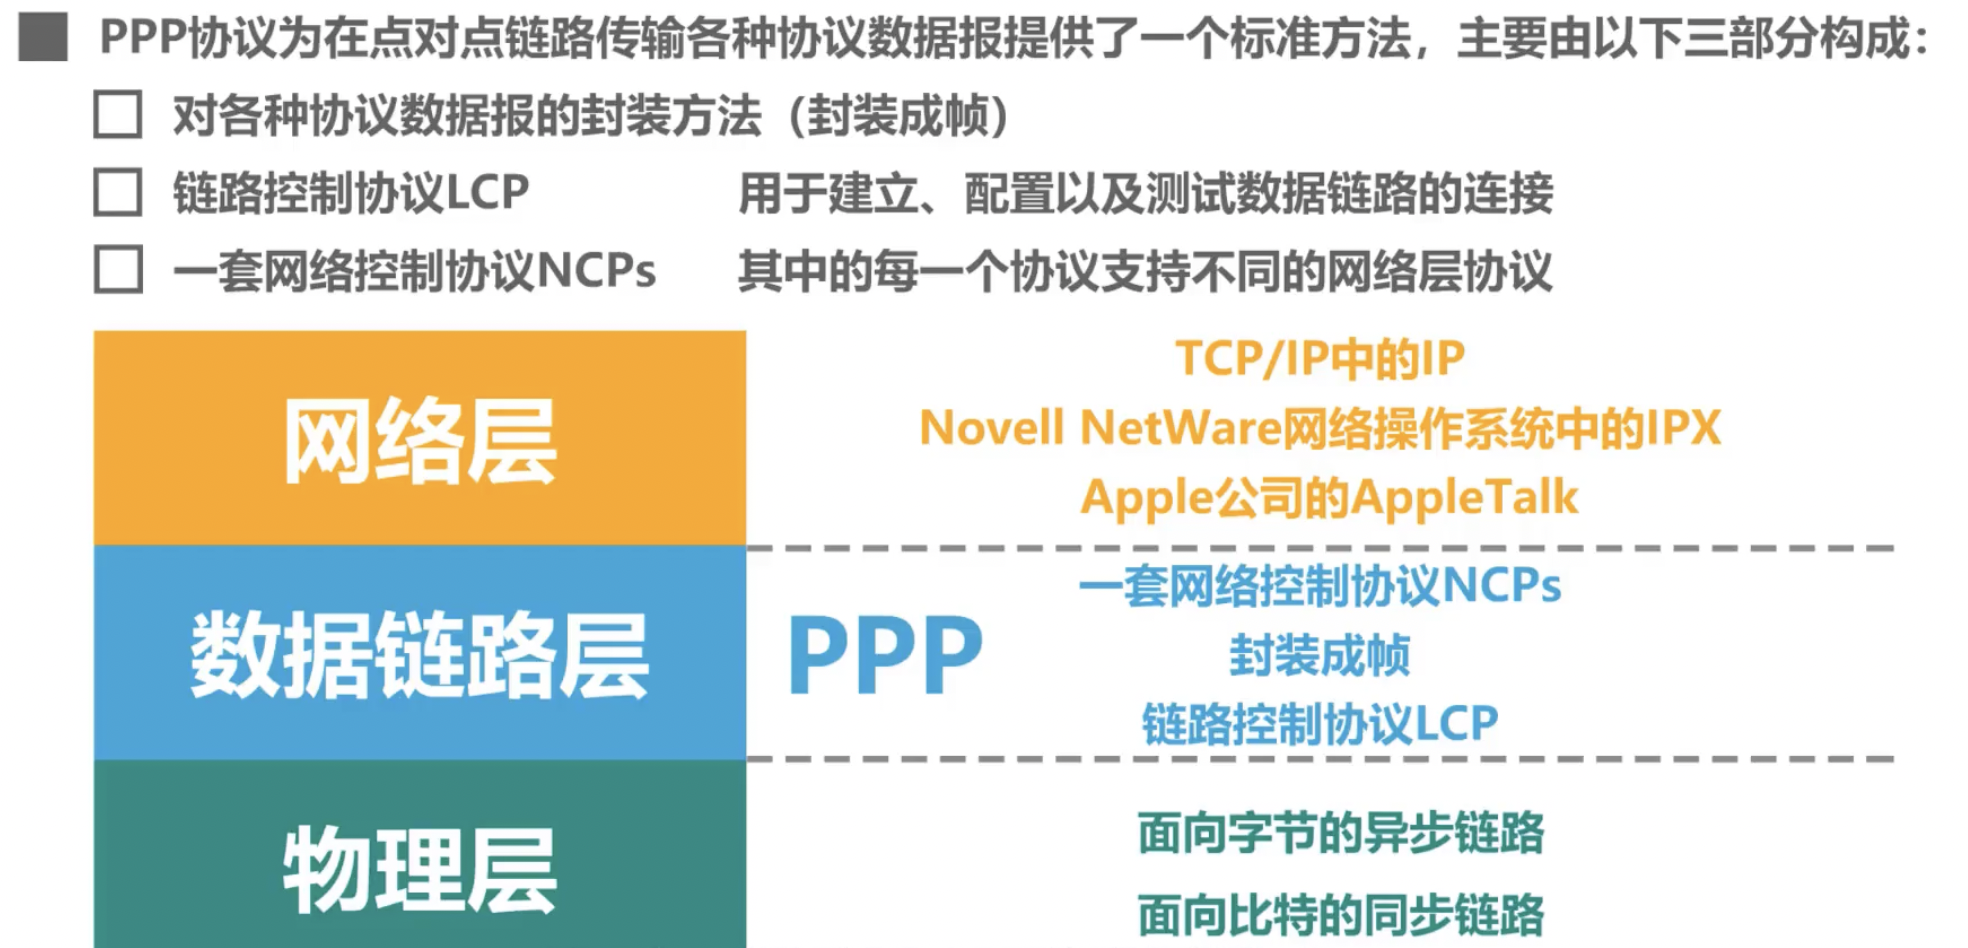 PPP协议为在点对点链路传输各种协议数据报提供了一个标准方法，主要由以下三部分构成：
对各种协议数据报的封装方法（封装成帧）
链路控制协议LCP 用于建立、配置以及测试数据链路的连接
一套网络控制协议NCPs 其中的每一个协议支持不同的网络层协议
网络层
TCP/IP中的IP
Novell NetWare网络操作系统中的IPX
Apple公司的AppleTalk
数据链路层
PPP
一套网络控制协议NCPs
封装成帧
链路控制协议LCP
物理层
面向字节的异步链路
面向比特的同步链路